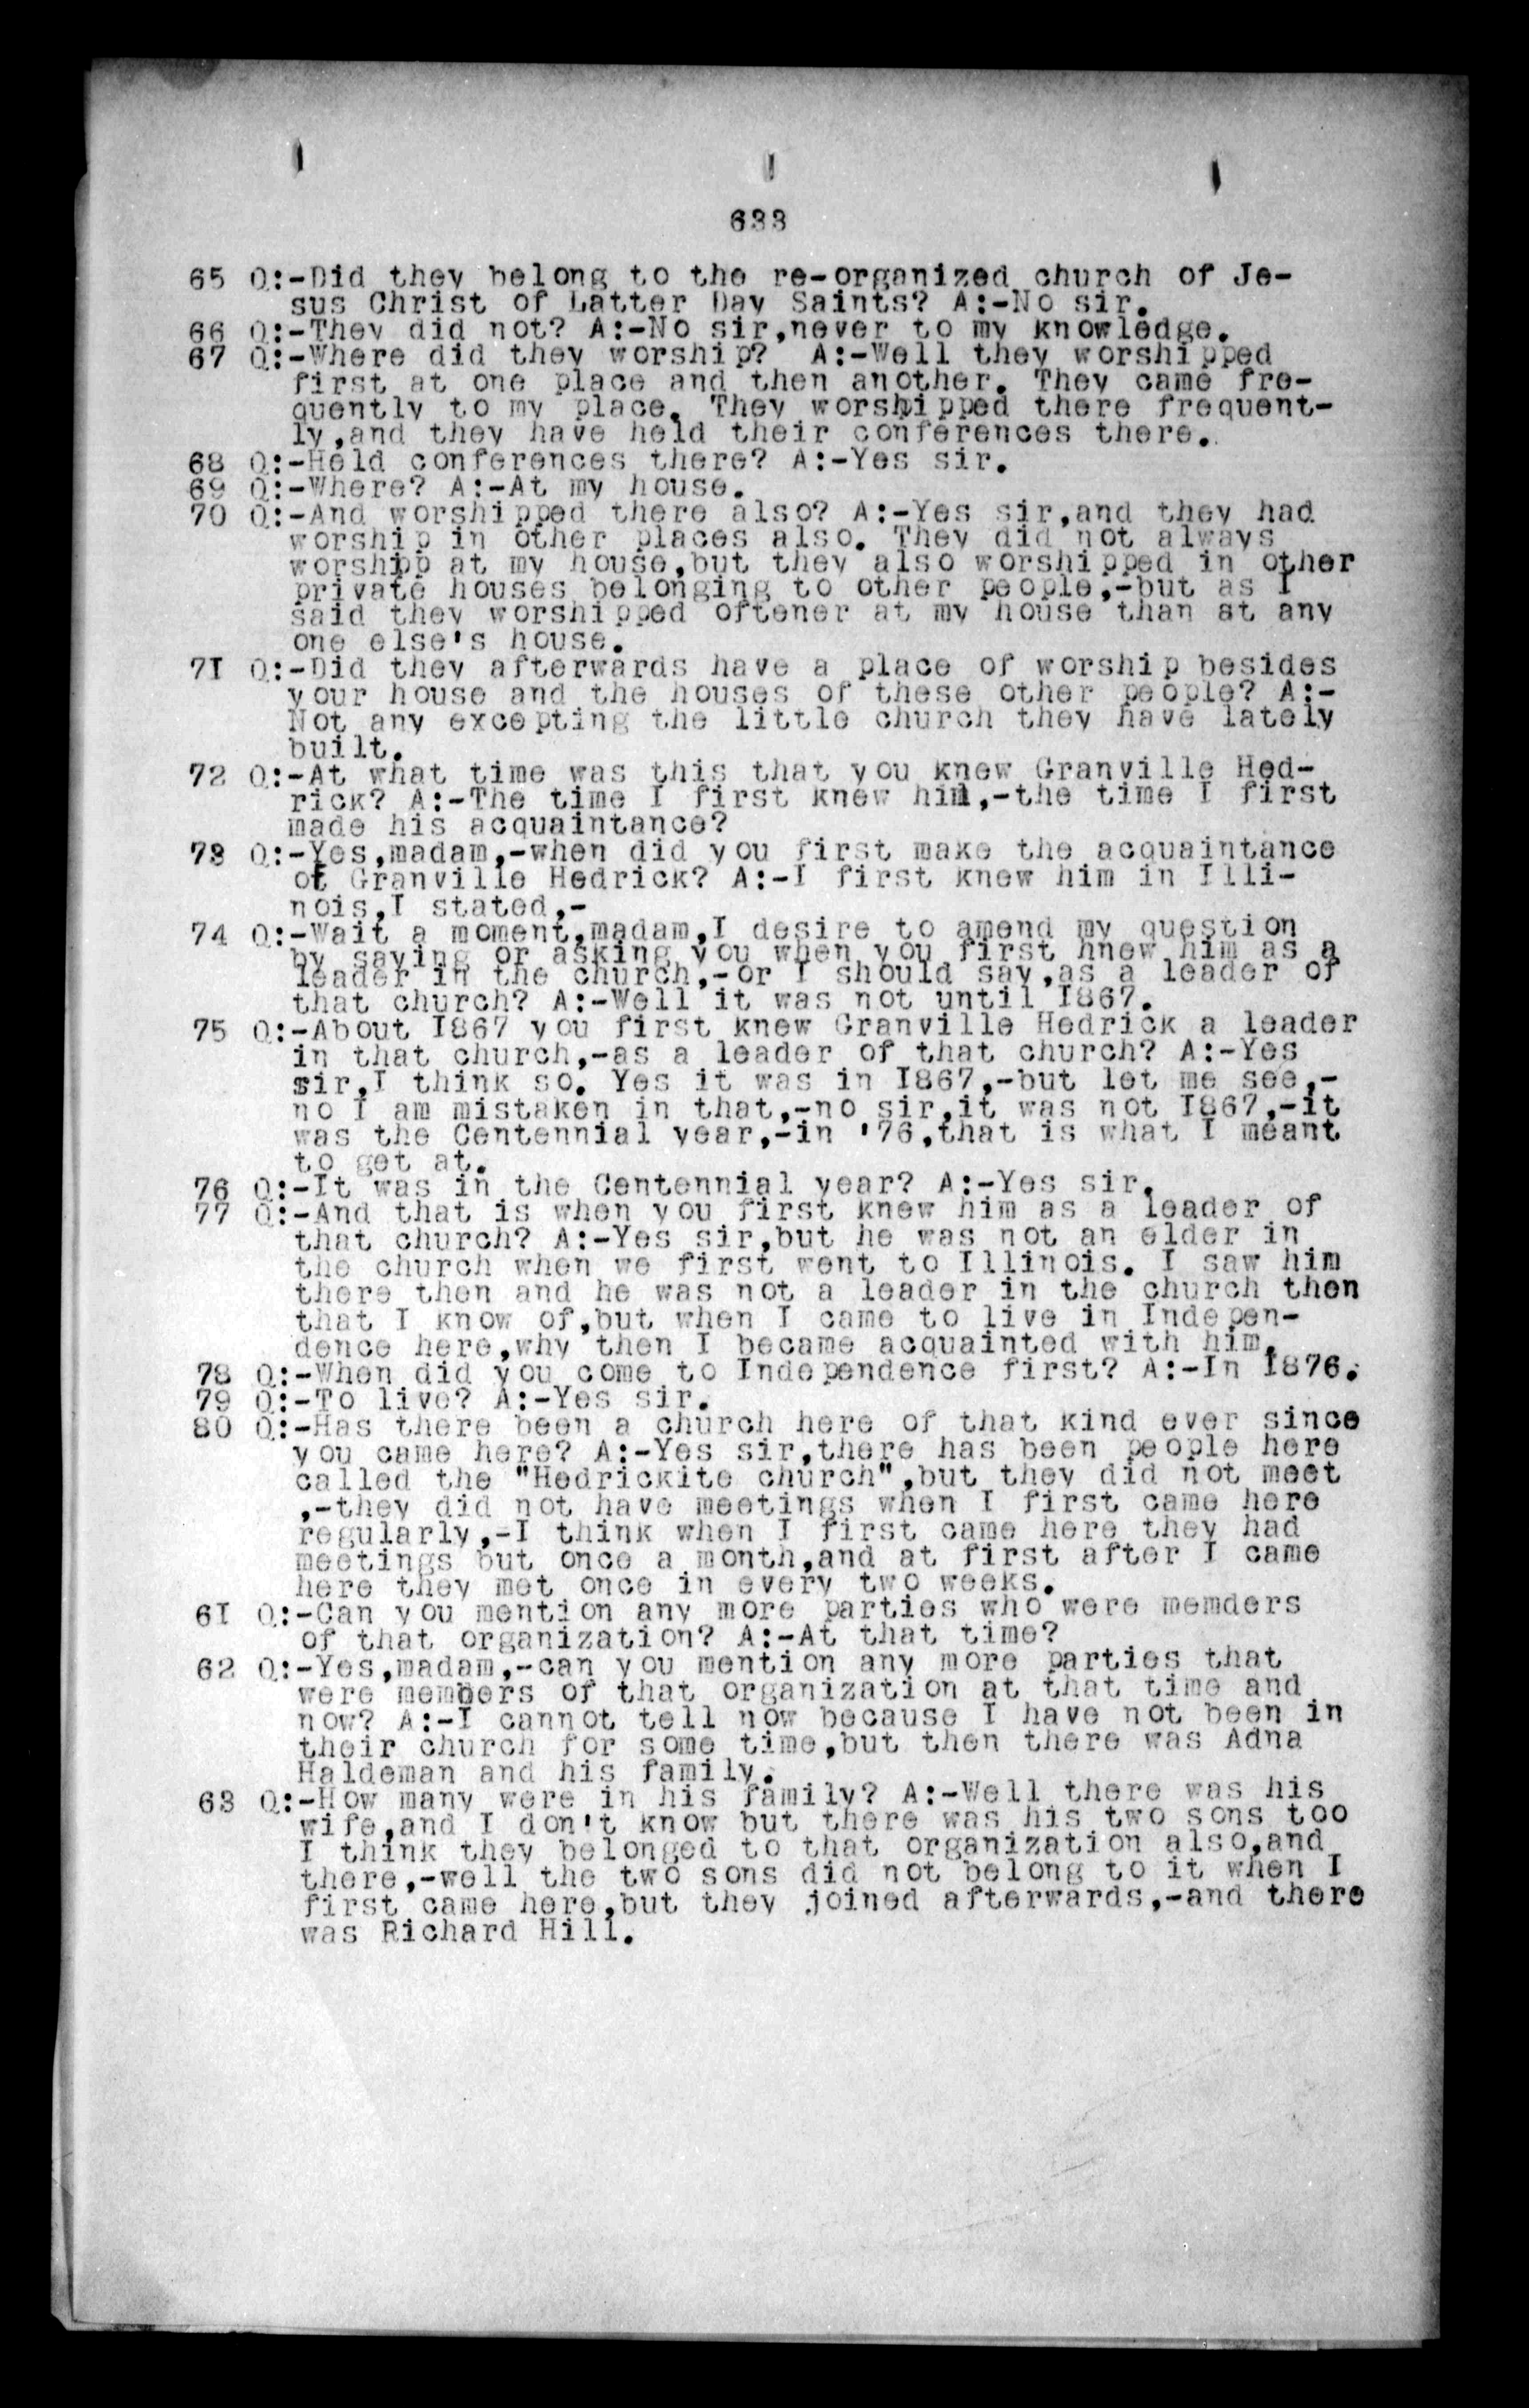 633
65 Q:-Did they belong to the re-organized church of Je-
sus Christ of Latter Day Saints? A:-No sir.
66 Q:-They did not? A:-No sir,never to my knowledge.
67 Q:-Where did they worship? A:-Well they worshipped
first at one place and then another. They came fre-
quently to my place. They worshipped there frequent-
ly,and they have held their conferences there.
68 Q:-Held conferences there? A:-Yes sir.
69 Q:-Where? A:-At my house.
70 Q:-And worshipped there also? A:-Yes sir,and they had
worship in other places also. They did not always
worshipp at my house,but they also worshipped in other
private houses belonging to other people,-but as I
said they worshipped oftener at my house than at any
one else's house.
7I Q:-Did they afterwards have a place of worship besides
your house and the houses of these other people? A:-
Not any excepting the little church they have lately
built.
72 Q:-At what time was this that you knew Granville Hed-
rick? A:-The time I first knew him,-the time I first
made his acquaintance?
73 Q:-Yes,madam,-when did you first make the acquaintance
of Granville Hedrick? A:-I first knew him in Illi-
nois,I stated,-
74 Q:-Wait a moment,madam,I desire to amend my question
by saying or asking you when you first hnew him as a
leader in the church,-or I should say,as a leader of
that church? A:-Well it was not until I867.
75 Q:-About I867 you first knew Granville Hedrick a leader
in that church,-as a leader of that church? A:-Yes
sir,I think so. Yes it was in I867,-but let me see,-
no I am mistaken in that,-no sir,it was not I867,-it
was the Centennial year,-in '76,that is what I meant
to get at.
76 Q:-It was in the Centennial year? A:-Yes sir.
77 Q:-And that is when you first knew him as a leader of
that church? A:-Yes sir,but he was not an elder in
the church when we first went to Illinois. I saw him
there then and he was not a leader in the church then
that I know of,but when I came to live in Indepen-
dence here,why then I became acquainted with him.
78 Q:-When did you come to Independence first? A:-In I876.
79 Q:-To live? A:-Yes sir.
80 Q:-Has there been a church here of that kind ever since
you came here? A:-Yes sir,there has been people here
called the "Hedrickite church",but they did not meet
,-they did not have meetings when I first came here
regularly,-I think when I first came here they had
meetings but once a month,and at first after I came
here they met once in every two weeks.
6I Q:-Can you mention any more parties who were memders
of that organization? A:-At that time?
62 Q:-Yes,madam,-can you mention any more parties that
were members of that organization at that time and
now? A:-I cannot tell now because I have not been in
their church for some time,but then there was Adna
Haldeman and his family.
63 Q:-How many were in his family? A:-Well there was his
wife,and I don't know but there was his two sons too
I think they belonged to that organization also,and
there,-well the two sons did not belong to it when I
first came here,but they joined afterwards,-and there
was Richard Hill.